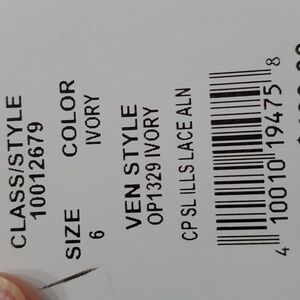 CLASS/STYLE
10012679
SIZE COLOR
6 IVORY
VEN STYLE
OP1329 IVORY
CP SL ILLS LACE ALN
4 10010 19475 8